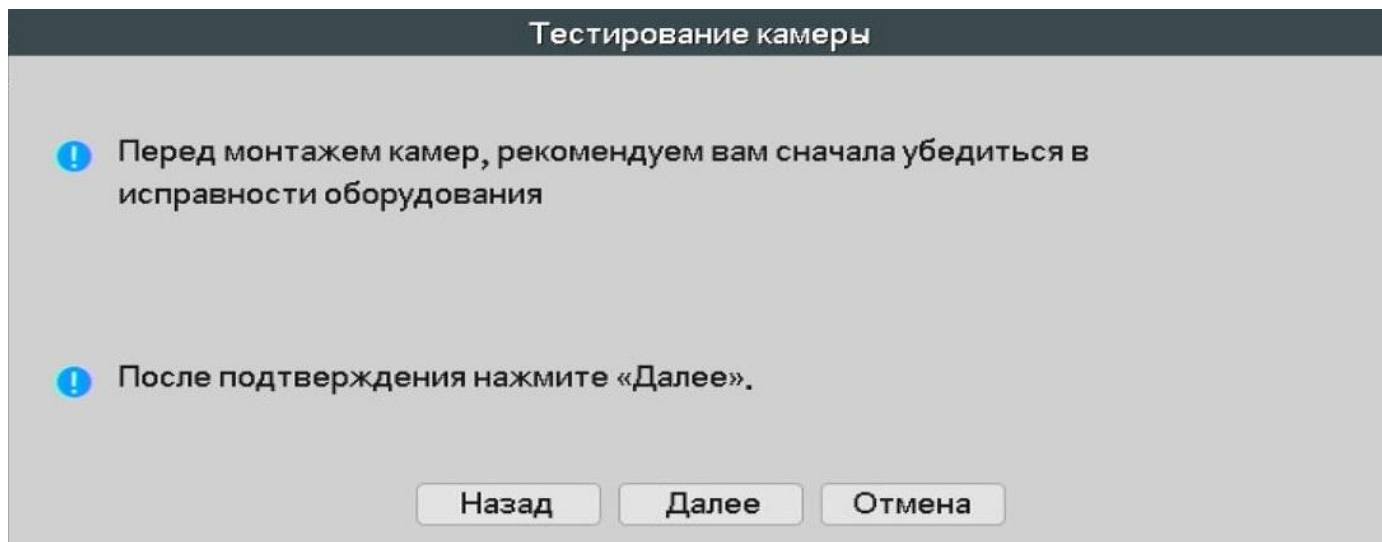 Тестирование камеры
Перед монтажем камер, рекомендуем вам сначала убедиться в
исправности оборудования
После подтверждения нажмите «Далее».
Назад Далее Отмена